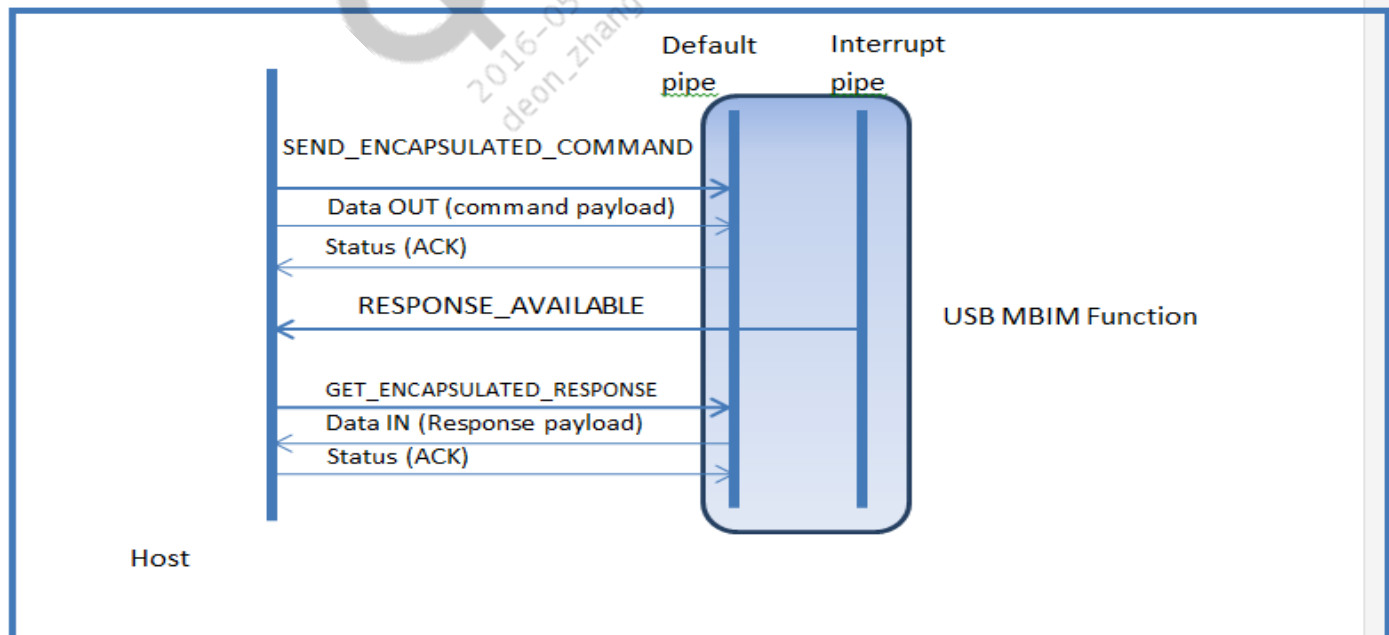 2016-05
deon_zhang
Default pipe
Interrupt pipe
SEND_ENCAPSULATED_COMMAND
Data OUT (command payload)
Status (ACK)
RESPONSE_AVAILABLE
USB MBIM Function
GET_ENCAPSULATED_RESPONSE
Data IN (Response payload)
Status (ACK)
Host